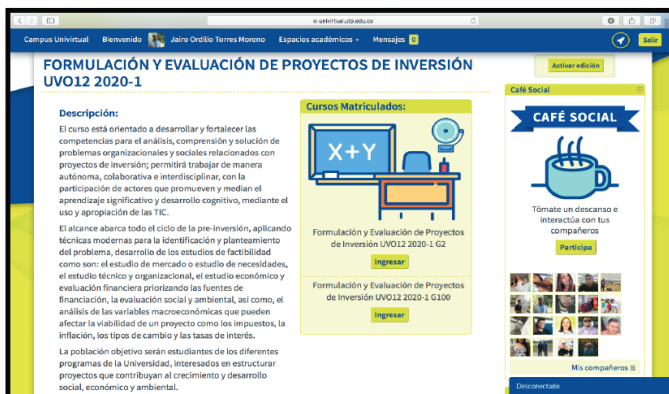 univirtual.utp.edu.co
Campus Univirtual Bienvenido Jairo Ordilio Torres Moreno Espacios académicos Mensajes 0 Salir
FORMULACIÓN Y EVALUACIÓN DE PROYECTOS DE INVERSIÓN
UVO12 2020-1
Descripción:
El curso está orientado a desarrollar y fortalecer las
competencias para el análisis, comprensión y solución de
problemas organizacionales y sociales relacionados con
proyectos de inversión; permitirá trabajar de manera
autónoma, colaborativa e interdisciplinar, con la
participación de actores que promueven y median el
aprendizaje significativo y desarrollo cognitivo, mediante el
uso y apropiación de las TIC.
El alcance abarca todo el ciclo de la pre-inversión, aplicando
técnicas modernas para la identificación y planteamiento
del problema, desarrollo de los estudios de factibilidad
como son: el estudio de mercado o estudio de necesidades,
el estudio técnico y organizacional, el estudio económico y
evaluación financiera priorizando las fuentes de
financiación, la evaluación social y ambiental, así como, el
análisis de las variables macroeconómicas que pueden
afectar la viabilidad de un proyecto como los impuestos, la
inflación, los tipos de cambio y las tasas de interés.
La población objetivo serán estudiantes de los diferentes
programas de la Universidad, interesados en estructurar
proyectos que contribuyan al crecimiento y desarrollo
social, económico y ambiental.
Cursos Matriculados:
X+Y
Formulación y Evaluación de Proyectos
de Inversión UVO12 2020-1 G2
Ingresar
Formulación y Evaluación de Proyectos
de Inversión UVO12 2020-1 G100
Ingresar
Activar edición
Café Social
CAFÉ SOCIAL
Tómate un descanso e
interactúa con tus
compañeros
Participa
Mis compañeros
Desconectado